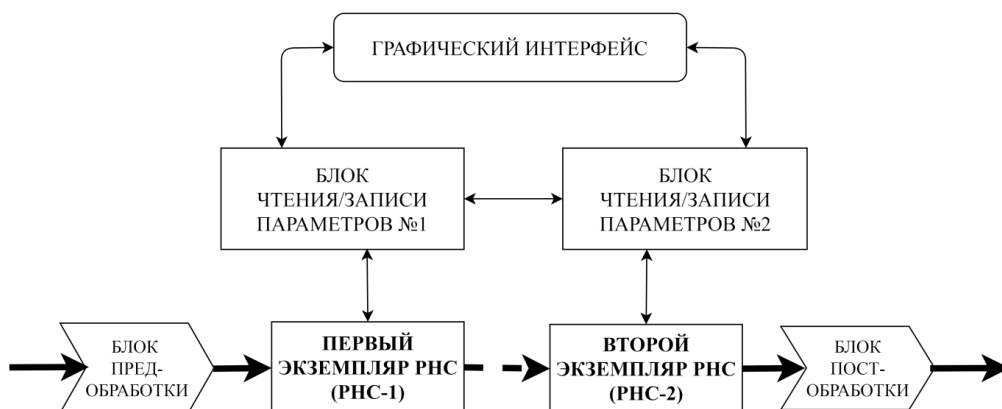 ГРАФИЧЕСКИЙ ИНТЕРФЕЙС
БЛОК
ЧТЕНИЯ/ЗАПИСИ
ПАРАМЕТРОВ №1
БЛОК
ЧТЕНИЯ/ЗАПИСИ
ПАРАМЕТРОВ №2
БЛОК
ПРЕД-
ОБРАБОТКИ
ПЕРВЫЙ
ЭКЗЕМПЛЯР РНС
(РНС-1)
ВТОРОЙ
ЭКЗЕМПЛЯР РНС
(РНС-2)
БЛОК
ПОСТ-
ОБРАБОТКИ